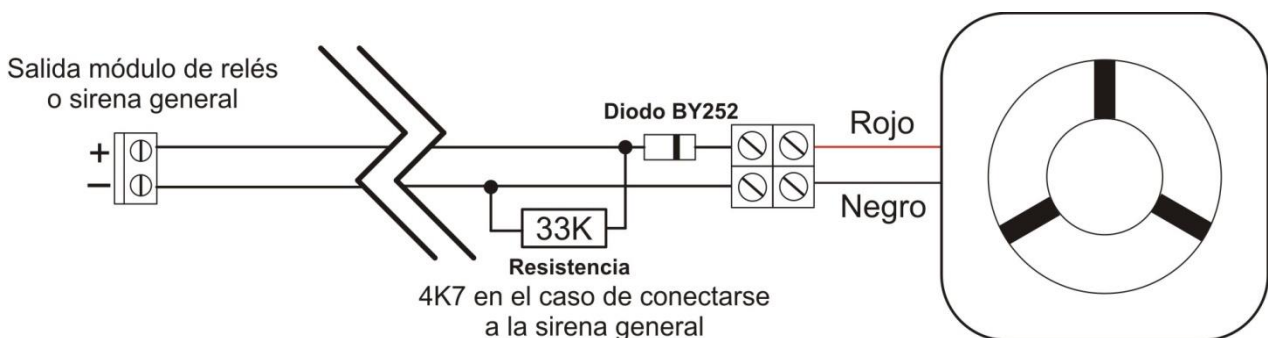 Salida módulo de relés
o sirena general
+
−
Diodo BY252
Rojo
Negro
33K
Resistencia
4K7 en el caso de conectarse
a la sirena general